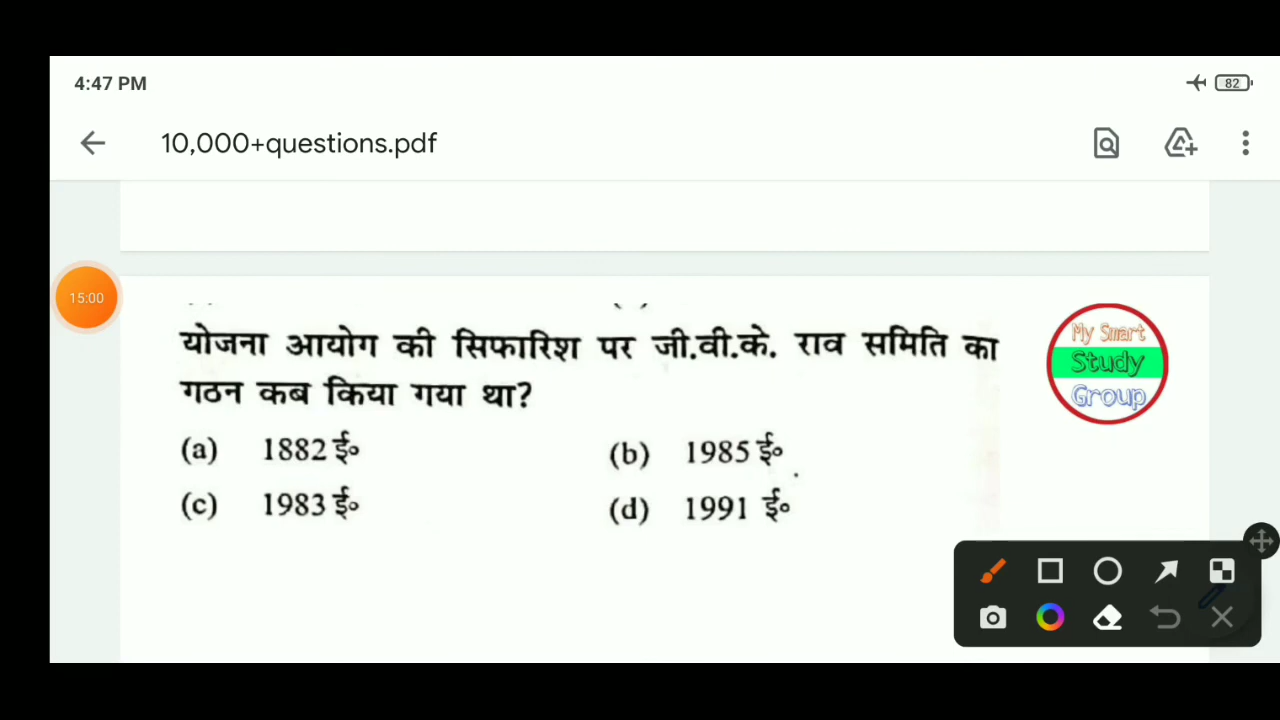 4:47 PM
82
10,000+questions.pdf
15:00
योजना आयोग की सिफारिश पर जी.वी.के. राव समिति का
गठन कब किया गया था?
(a) 1882 ई० (b) 1985 ई०
(c) 1983 ई० (d) 1991 ई०
My Smart
Study
Group